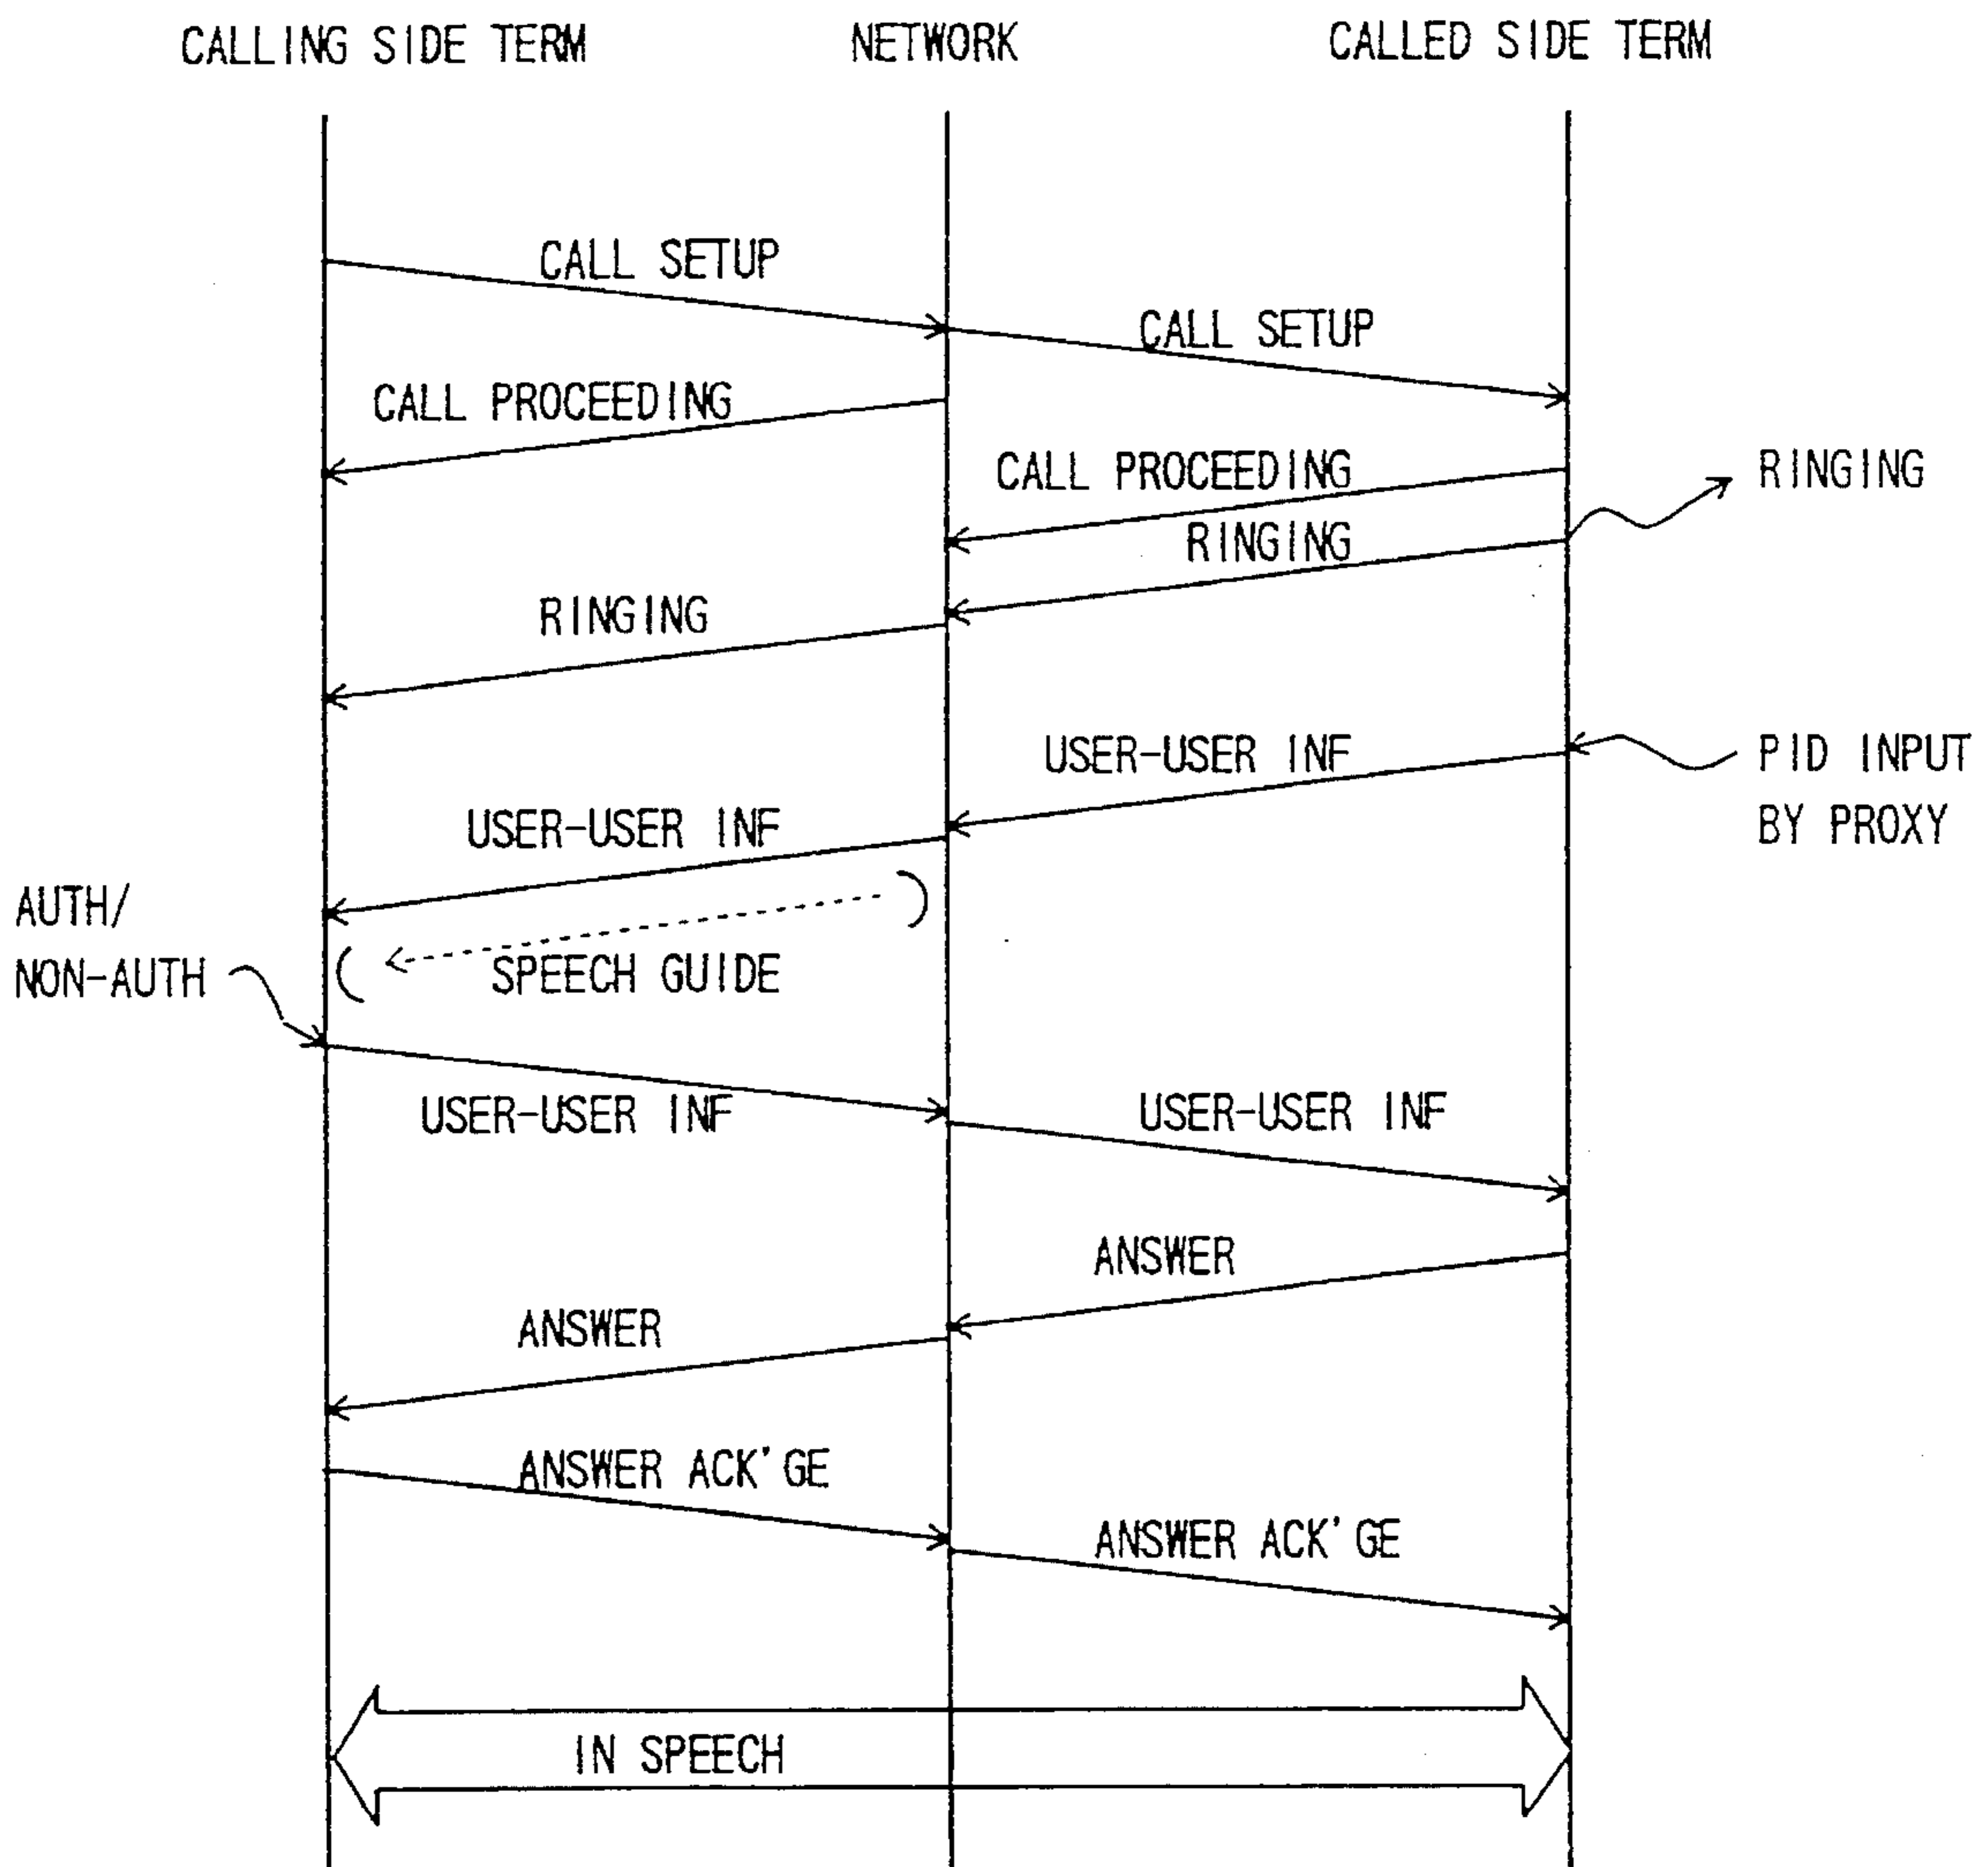 CALLING SIDE TERM
NETWORK
CALLED SIDE TERM
CALL SETUP
CALL SETUP
CALL PROCEEDING
CALL PROCEEDING
RINGING
RINGING
RINGING
USER-USER INF
PID INPUT
BY PROXY
USER-USER INF
AUTH/
NON-AUTH
SPEECH GUIDE
USER-USER INF
USER-USER INF
ANSWER
ANSWER
ANSWER ACK'GE
ANSWER ACK'GE
IN SPEECH